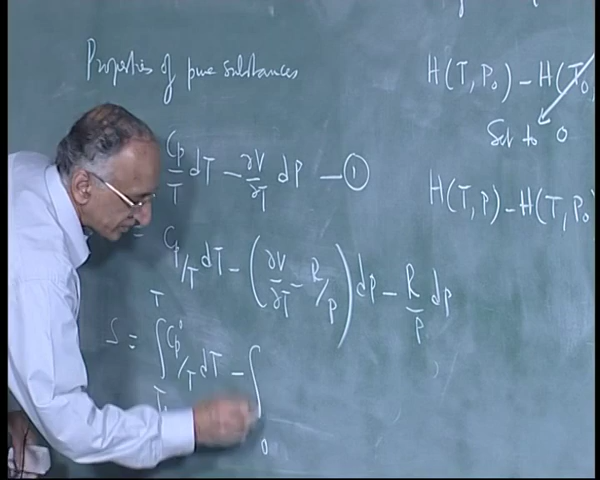 Properties of pure substances
Cp/T dT - ∂V/∂T dP - ①
= Cp/T dT - (∂V/∂T - R/P) dP - R/P dP
S = ∫ Cp°/T dT - ∫
T
T
0
H(T, P₀) - H(T₀,
Set to 0
H(T, P) - H(T, P₀